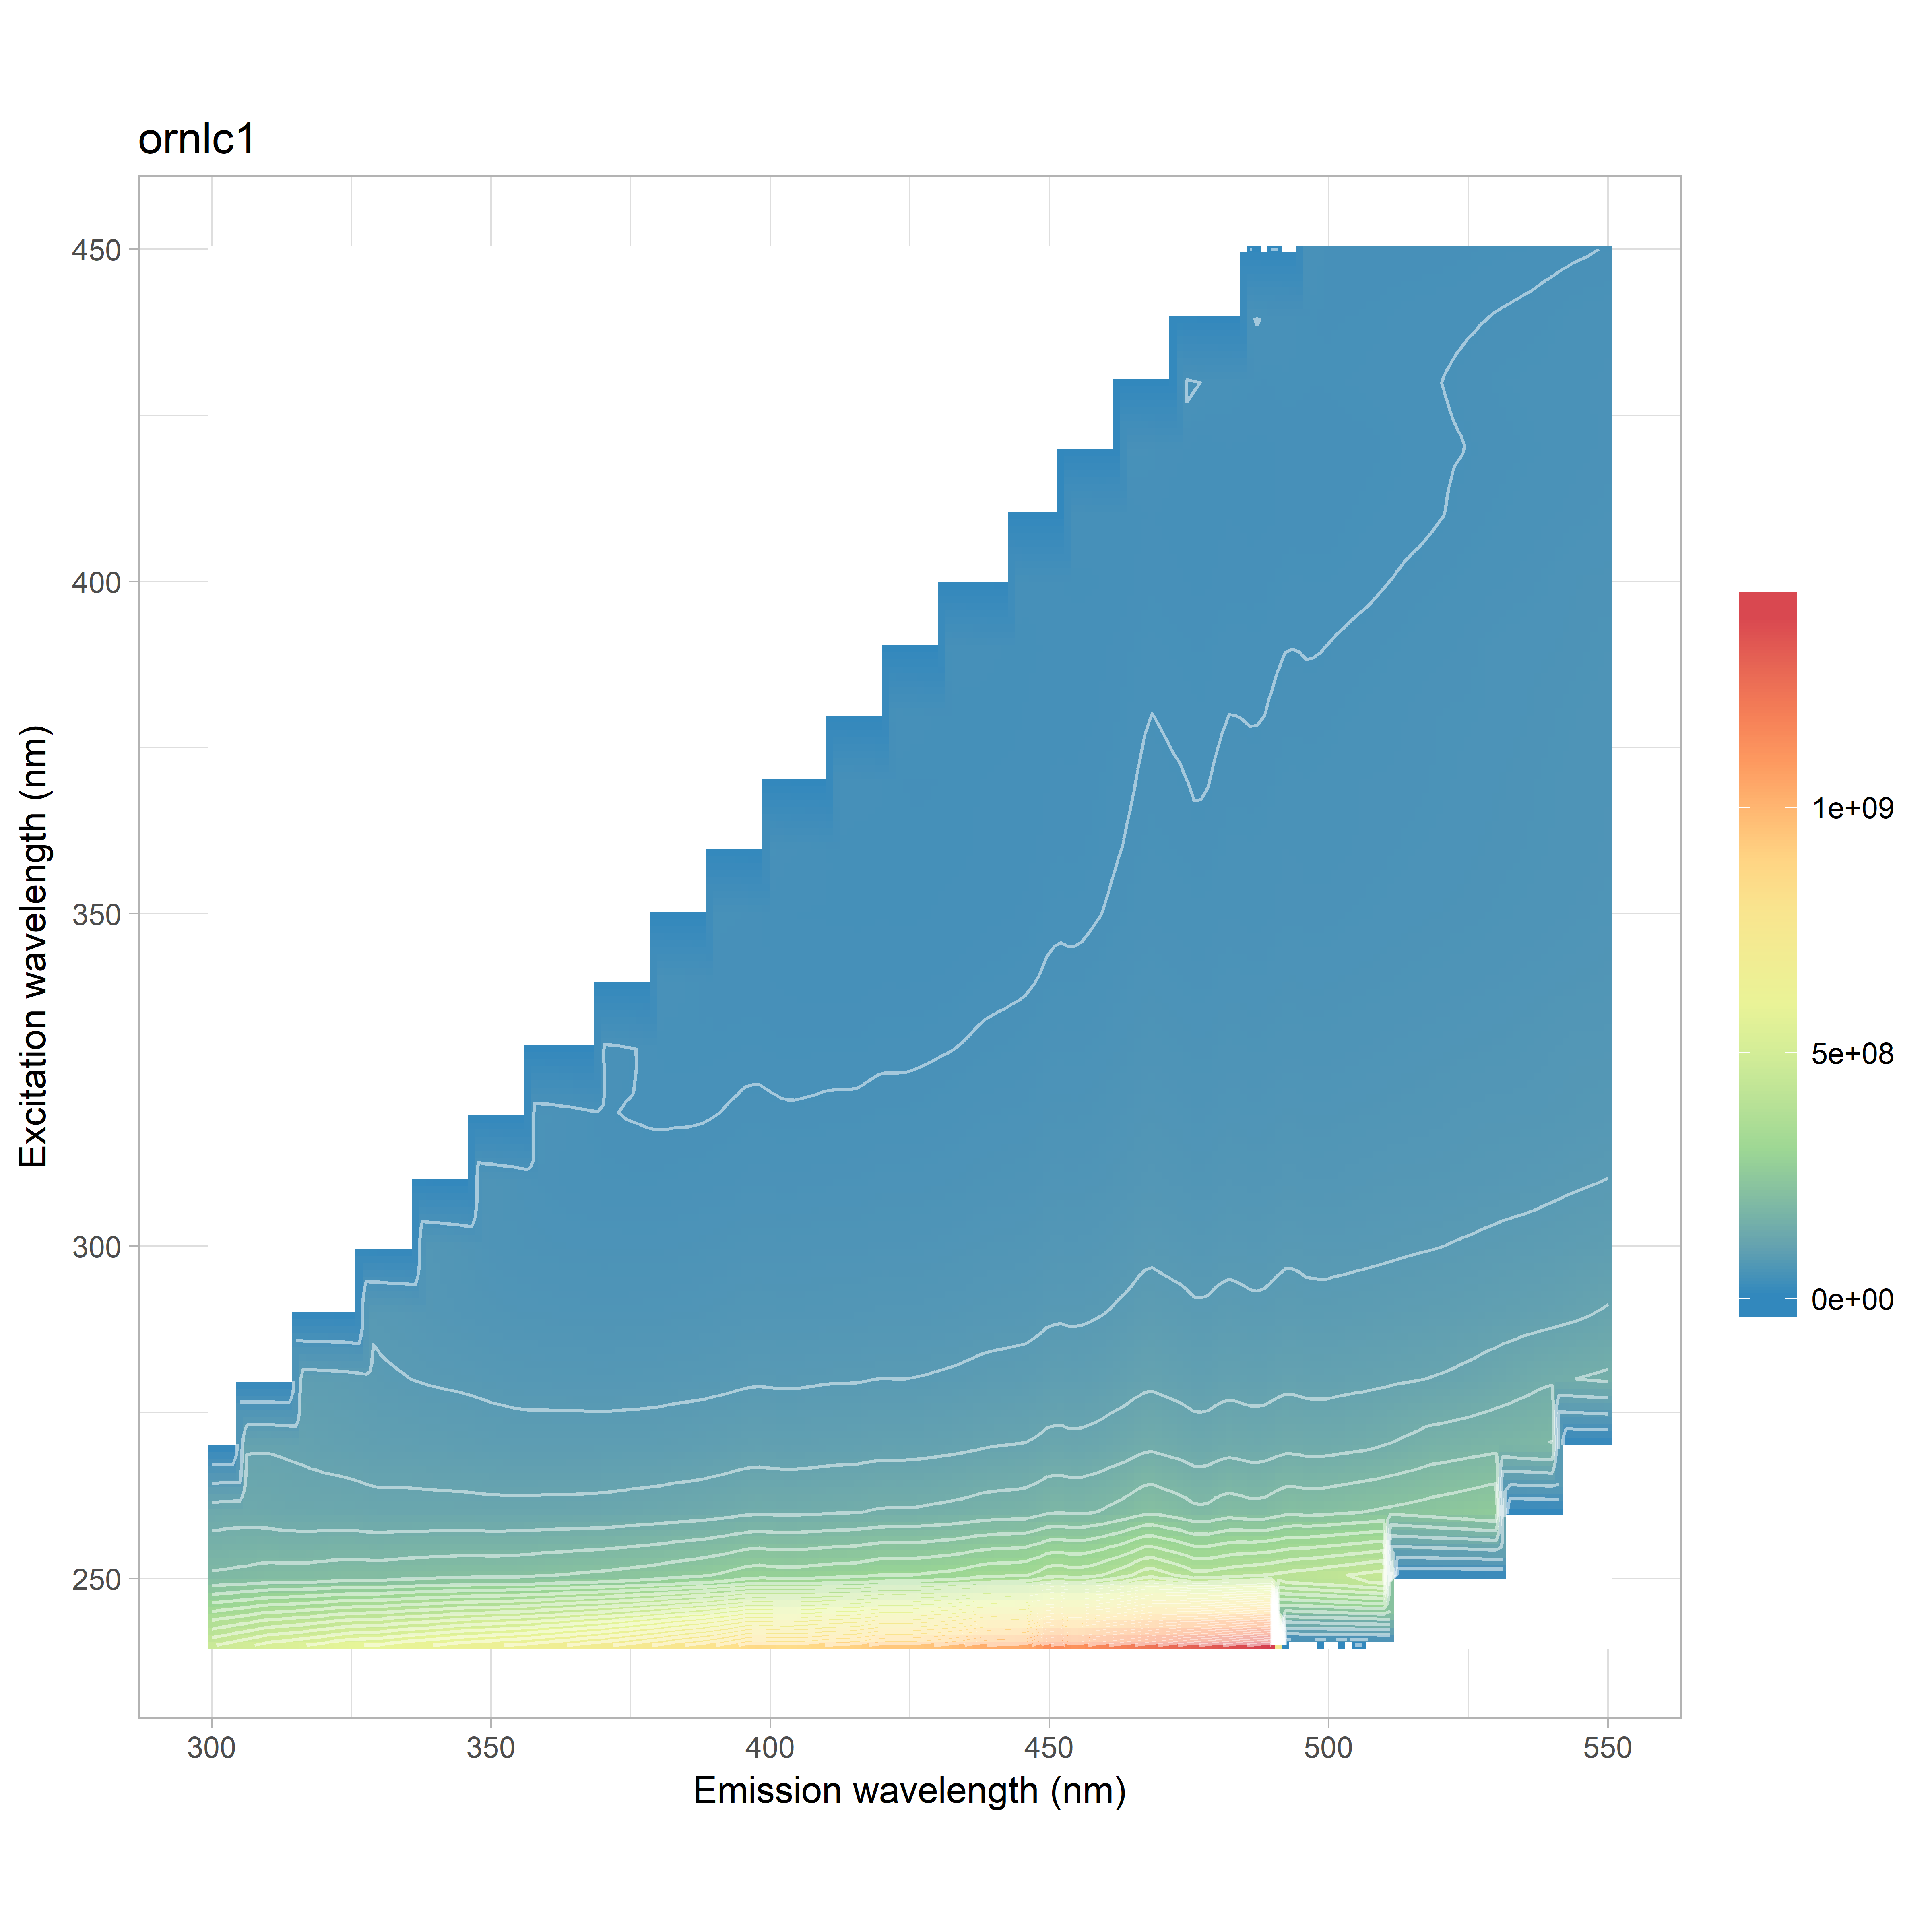 ornlc1
450
400
350
300
250
Excitation wavelength (nm)
300 350 400 450 500 550
Emission wavelength (nm)
1e+09
5e+08
0e+00